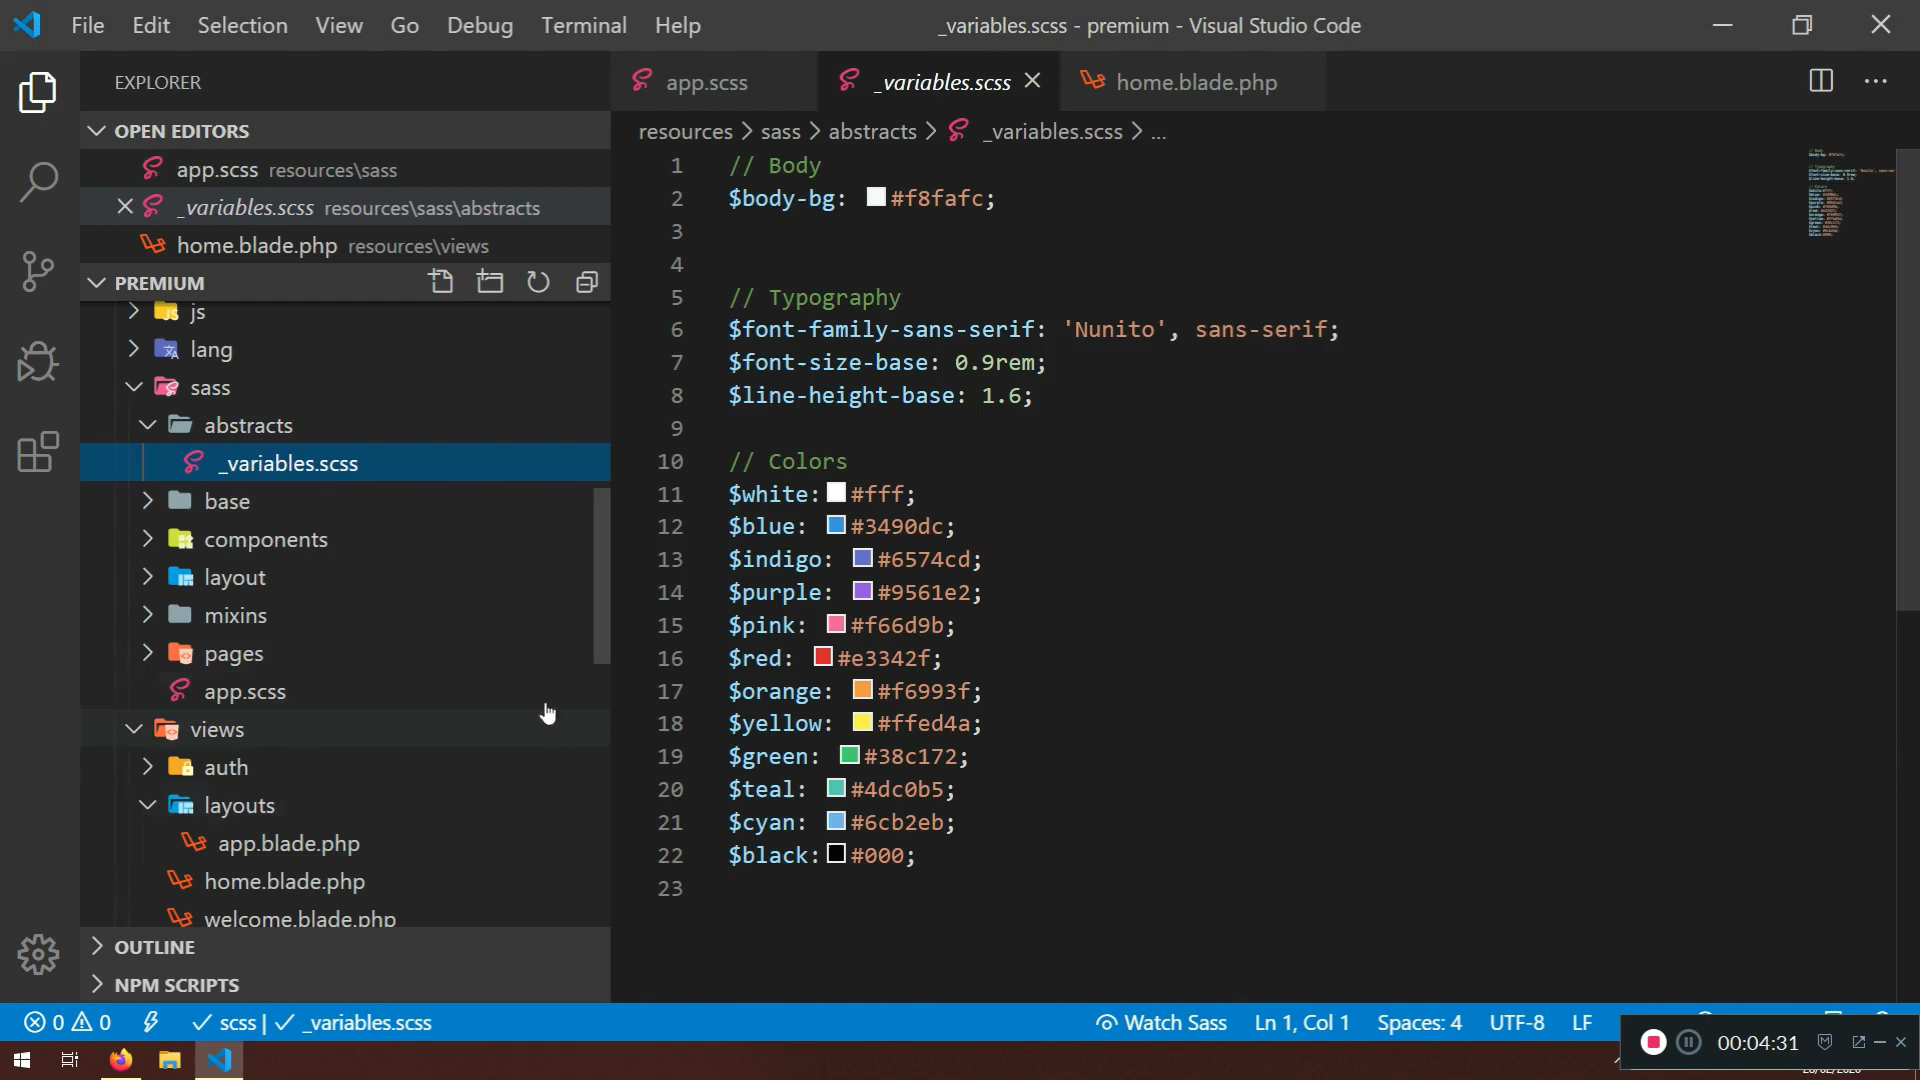 File Edit Selection View Go Debug Terminal Help
_variables.scss - premium - Visual Studio Code
EXPLORER
OPEN EDITORS
app.scss resources\sass
_variables.scss resources\sass\abstracts
home.blade.php resources\views
PREMIUM
js
lang
sass
abstracts
_variables.scss
base
components
layout
mixins
pages
app.scss
views
auth
layouts
app.blade.php
home.blade.php
welcome.blade.php
OUTLINE
NPM SCRIPTS
app.scss
_variables.scss
home.blade.php
resources > sass > abstracts > _variables.scss > ...
1 // Body
2 $body-bg: #f8fafc;
3
4
5 // Typography
6 $font-family-sans-serif: 'Nunito', sans-serif;
7 $font-size-base: 0.9rem;
8 $line-height-base: 1.6;
9
10 // Colors
11 $white: #fff;
12 $blue: #3490dc;
13 $indigo: #6574cd;
14 $purple: #9561e2;
15 $pink: #f66d9b;
16 $red: #e3342f;
17 $orange: #f6993f;
18 $yellow: #ffed4a;
19 $green: #38c172;
20 $teal: #4dc0b5;
21 $cyan: #6cb2eb;
22 $black: #000;
23
0 0 scss | _variables.scss
Watch Sass Ln 1, Col 1 Spaces: 4 UTF-8 LF
00:04:31